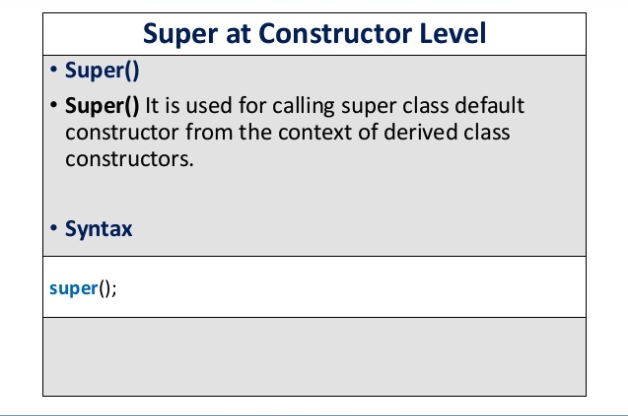 Super at Constructor Level
• Super()
• Super() It is used for calling super class default
constructor from the context of derived class
constructors.
• Syntax
super();